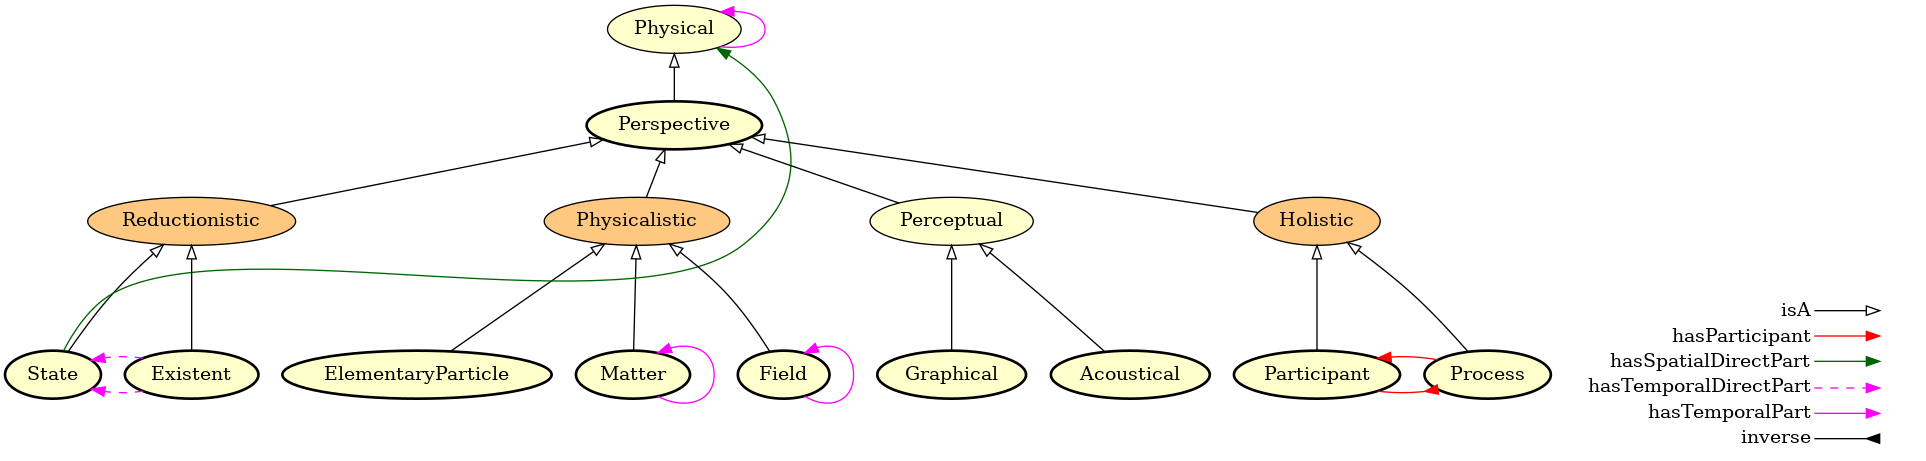 Physical
Perspective
Reductionistic
Physicalistic
Perceptual
Holistic
State
Existent
ElementaryParticle
Matter
Field
Graphical
Acoustical
Participant
Process
isA
hasParticipant
hasSpatialDirectPart
hasTemporalDirectPart
hasTemporalPart
inverse